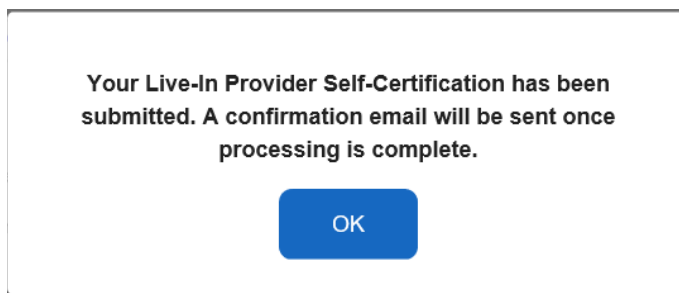 Your Live-In Provider Self-Certification has been
submitted. A confirmation email will be sent once
processing is complete.
OK